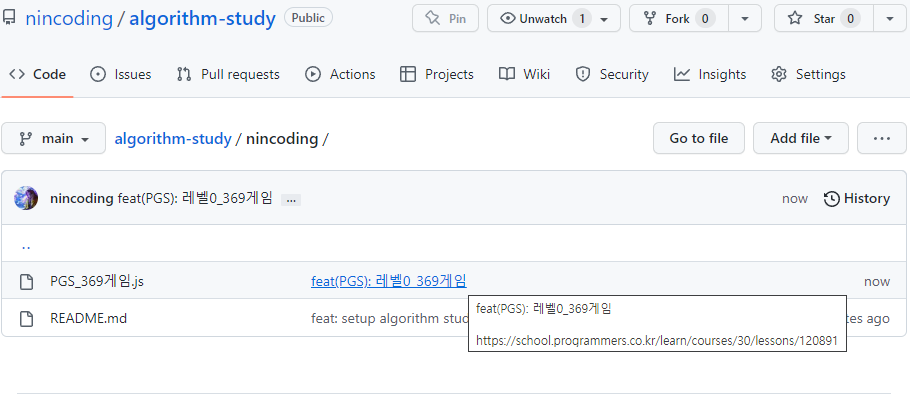 nincoding / algorithm-study Public Pin Unwatch 1 Fork 0 Star 0
Code Issues Pull requests Actions Projects Wiki Security Insights Settings
main algorithm-study / nincoding / Go to file Add file ...
nincoding feat(PGS): 레벨0_369게임 ... now History
..
PGS_369게임.js feat(PGS): 레벨0_369게임 now
README.md feat: setup algorithm stud tes ago
feat(PGS): 레벨0_369게임
https://school.programmers.co.kr/learn/courses/30/lessons/120891